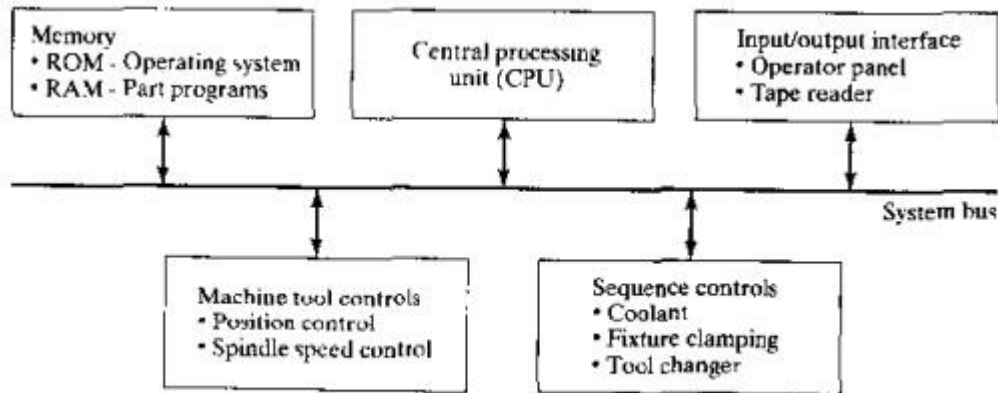 Memory
• ROM - Operating system
• RAM - Part programs
Central processing
unit (CPU)
Input/output interface
• Operator panel
• Tape reader
System bus
Machine tool controls
• Position control
• Spindle speed control
Sequence controls
• Coolant
• Fixture clamping
• Tool changer